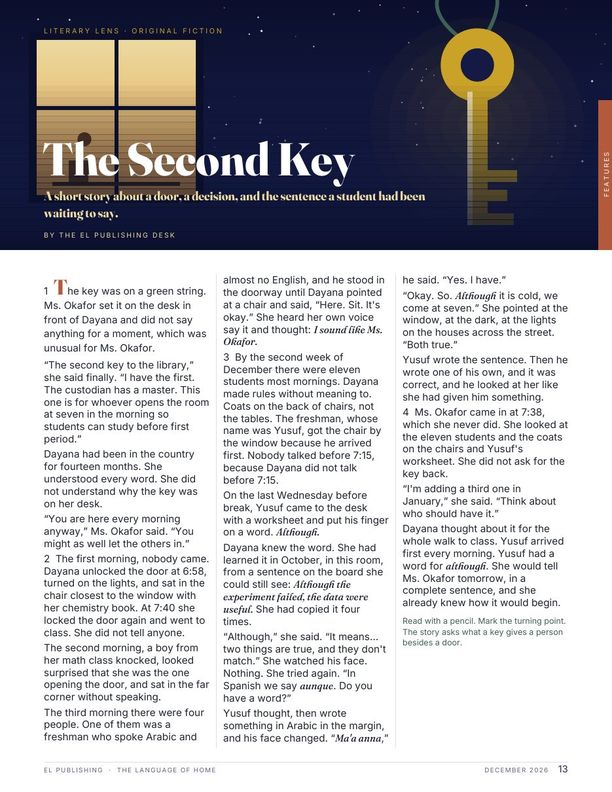 LITERARY LENS · ORIGINAL FICTION
The Second Key
A short story about a door, a decision, and the sentence a student had been
waiting to say.
BY THE EL PUBLISHING DESK
FEATURES
1 The key was on a green string.
Ms. Okafor set it on the desk in
front of Dayana and did not say
anything for a moment, which was
unusual for Ms. Okafor.
“The second key to the library,”
she said finally. “I have the first.
The custodian has a master. This
one is for whoever opens the room
at seven in the morning so
students can study before first
period.”
Dayana had been in the country
for fourteen months. She
understood every word. She did
not understand why the key was
on her desk.
“You are here every morning
anyway,” Ms. Okafor said. “You
might as well let the others in.”
2 The first morning, nobody came.
Dayana unlocked the door at 6:58,
turned on the lights, and sat in the
chair closest to the window with
her chemistry book. At 7:40 she
locked the door again and went to
class. She did not tell anyone.
The second morning, a boy from
her math class knocked, looked
surprised that she was the one
opening the door, and sat in the far
corner without speaking.
The third morning there were four
people. One of them was a
freshman who spoke Arabic and
almost no English, and he stood in
the doorway until Dayana pointed
at a chair and said, “Here. Sit. It's
okay.” She heard her own voice
say it and thought: I sound like Ms.
Okafor.
3 By the second week of
December there were eleven
students most mornings. Dayana
made rules without meaning to.
Coats on the back of chairs, not
the tables. The freshman, whose
name was Yusuf, got the chair by
the window because he arrived
first. Nobody talked before 7:15,
because Dayana did not talk
before 7:15.
On the last Wednesday before
break, Yusuf came to the desk
with a worksheet and put his finger
on a word. Although.
Dayana knew the word. She had
learned it in October, in this room,
from a sentence on the board she
could still see: Although the
experiment failed, the data were
useful. She had copied it four
times.
“Although,” she said. “It means…
two things are true, and they don't
match.” She watched his face.
Nothing. She tried again. “In
Spanish we say aunque. Do you
have a word?”
Yusuf thought, then wrote
something in Arabic in the margin,
and his face changed. “Ma'a anna,”
he said. “Yes. I have.”
“Okay. So. Although it is cold, we
come at seven.” She pointed at the
window, at the dark, at the lights
on the houses across the street.
“Both true.”
Yusuf wrote the sentence. Then he
wrote one of his own, and it was
correct, and he looked at her like
she had given him something.
4 Ms. Okafor came in at 7:38,
which she never did. She looked at
the eleven students and the coats
on the chairs and Yusuf's
worksheet. She did not ask for the
key back.
“I'm adding a third one in
January,” she said. “Think about
who should have it.”
Dayana thought about it for the
whole walk to class. Yusuf arrived
first every morning. Yusuf had a
word for although. She would tell
Ms. Okafor tomorrow, in a
complete sentence, and she
already knew how it would begin.
Read with a pencil. Mark the turning point.
The story asks what a key gives a person
besides a door.
EL PUBLISHING · THE LANGUAGE OF HOME
DECEMBER 2026 13